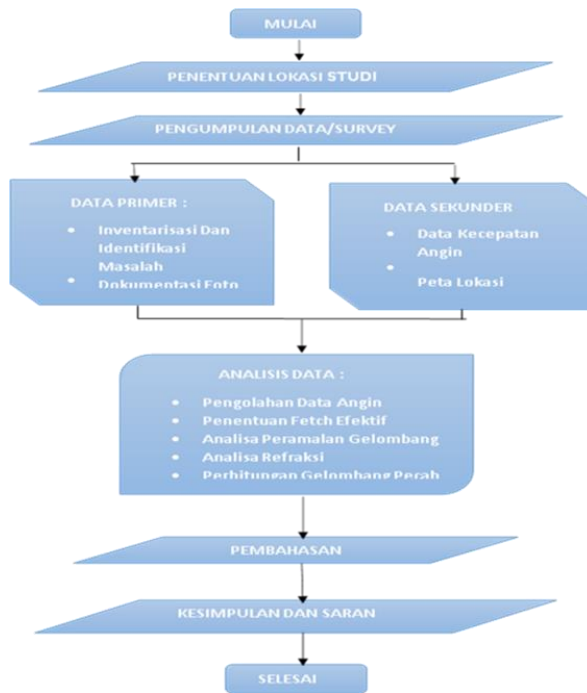 MULAI
PENENTUAN LOKASI STUDI
PENGUMPULAN DATA/SURVEY
DATA PRIMER :
• Inventarisasi Dan
Identifikasi
Masalah
• Dokumentasi Foto
DATA SEKUNDER
• Data Kecepatan
Angin
• Peta Lokasi
ANALISIS DATA :
• Pengolahan Data Angin
• Penentuan Fetch Efektif
• Analisa Peramalan Gelombang
• Analisa Refraksi
• Perhitungan Gelombang Pecah
PEMBAHASAN
KESIMPULAN DAN SARAN
SELESAI